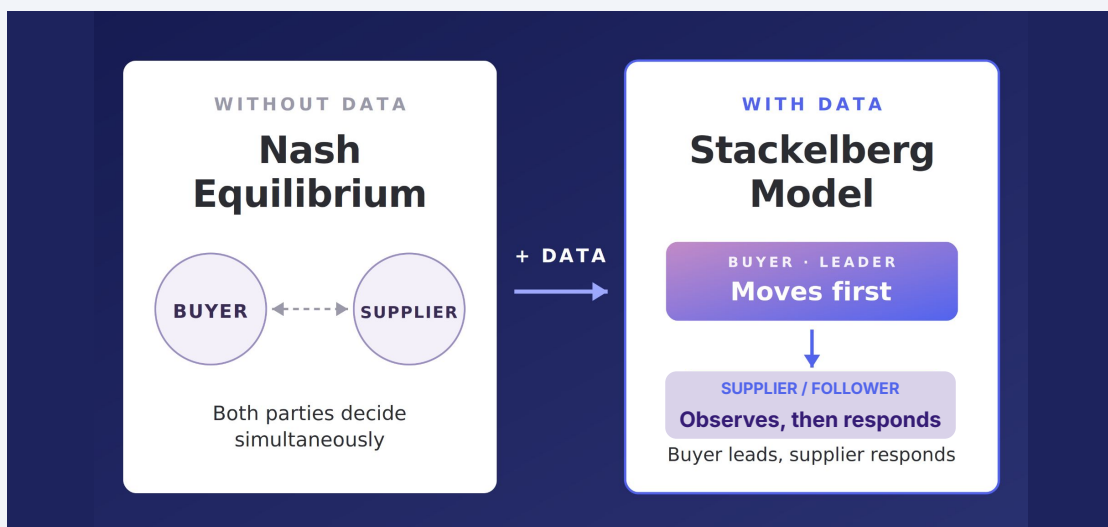 WITHOUT DATA
Nash
Equilibrium
BUYER
SUPPLIER
Both parties decide
simultaneously
+ DATA
WITH DATA
Stackelberg
Model
BUYER · LEADER
Moves first
SUPPLIER / FOLLOWER
Observes, then responds
Buyer leads, supplier responds